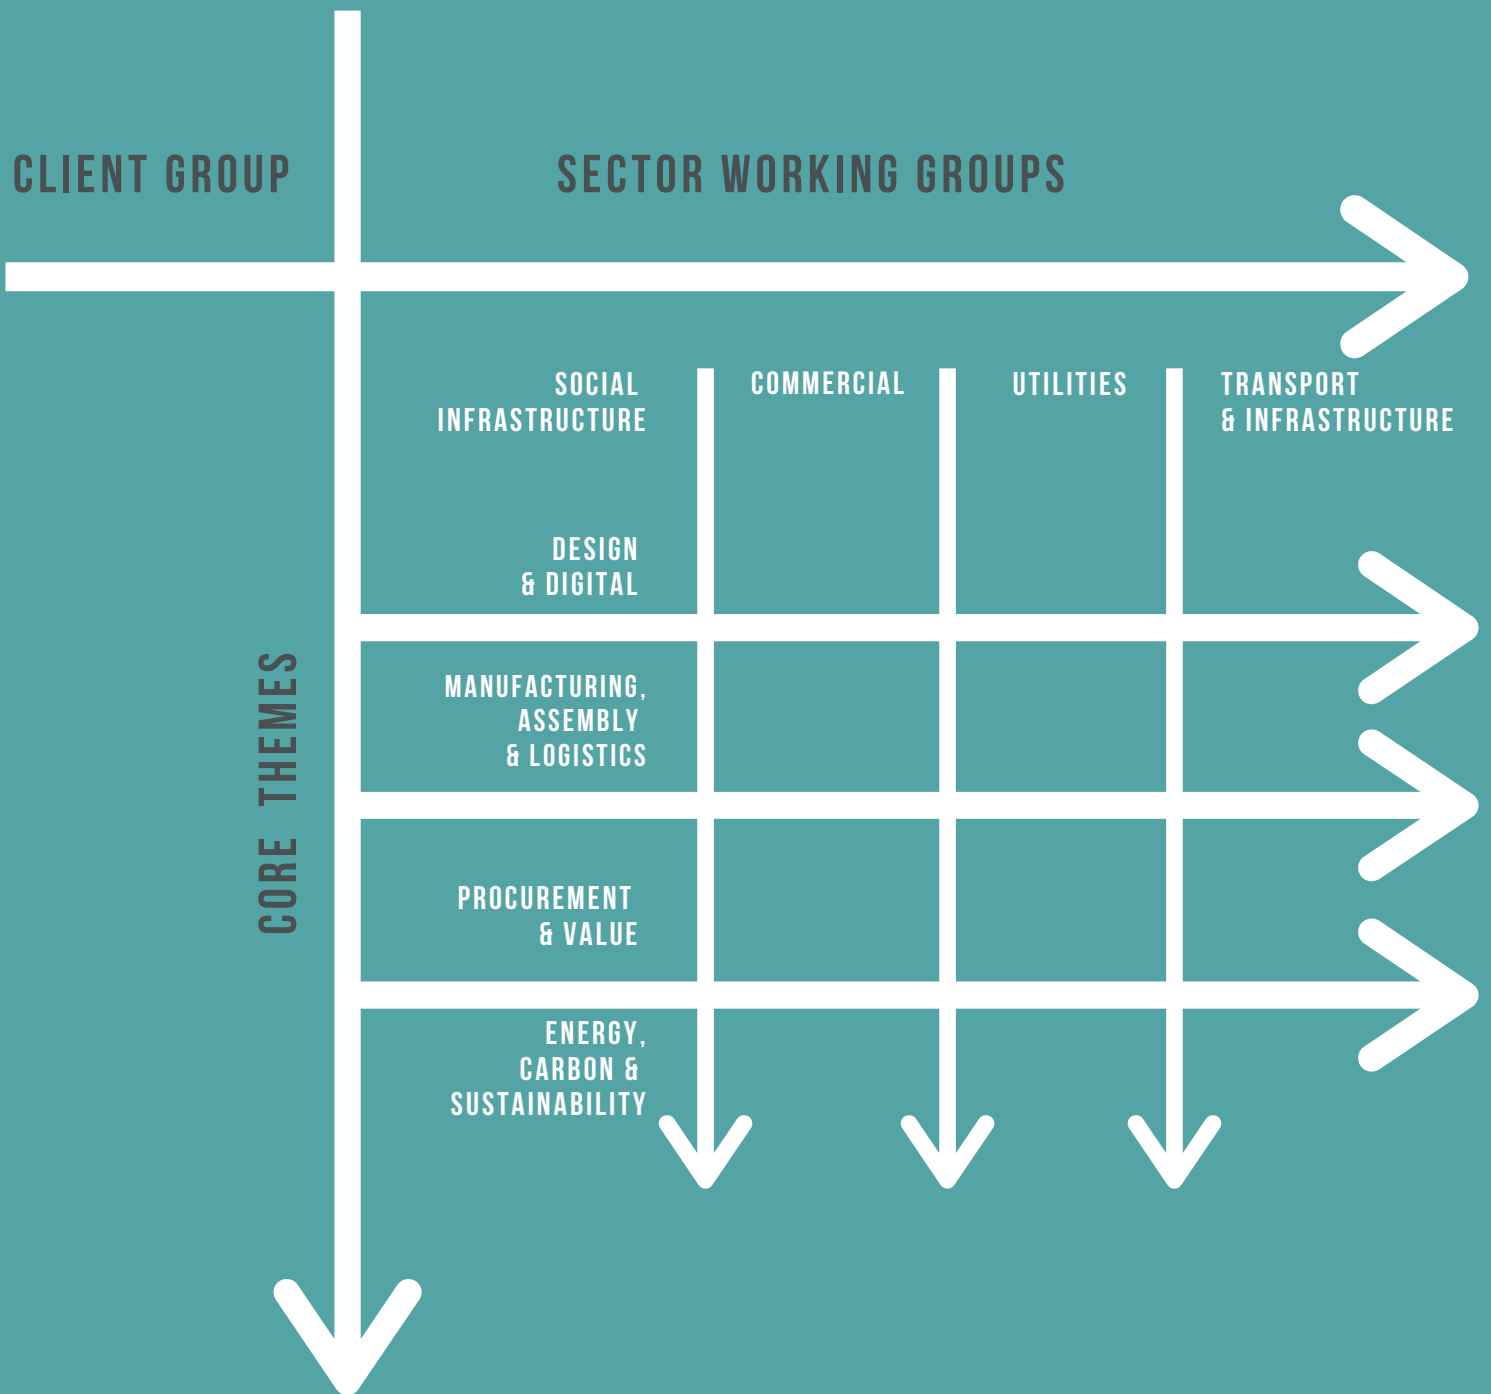 CLIENT GROUP
SECTOR WORKING GROUPS
SOCIAL
INFRASTRUCTURE
COMMERCIAL
UTILITIES
TRANSPORT
& INFRASTRUCTURE
CORE THEMES
DESIGN
& DIGITAL
MANUFACTURING,
ASSEMBLY
& LOGISTICS
PROCUREMENT
& VALUE
ENERGY,
CARBON &
SUSTAINABILITY